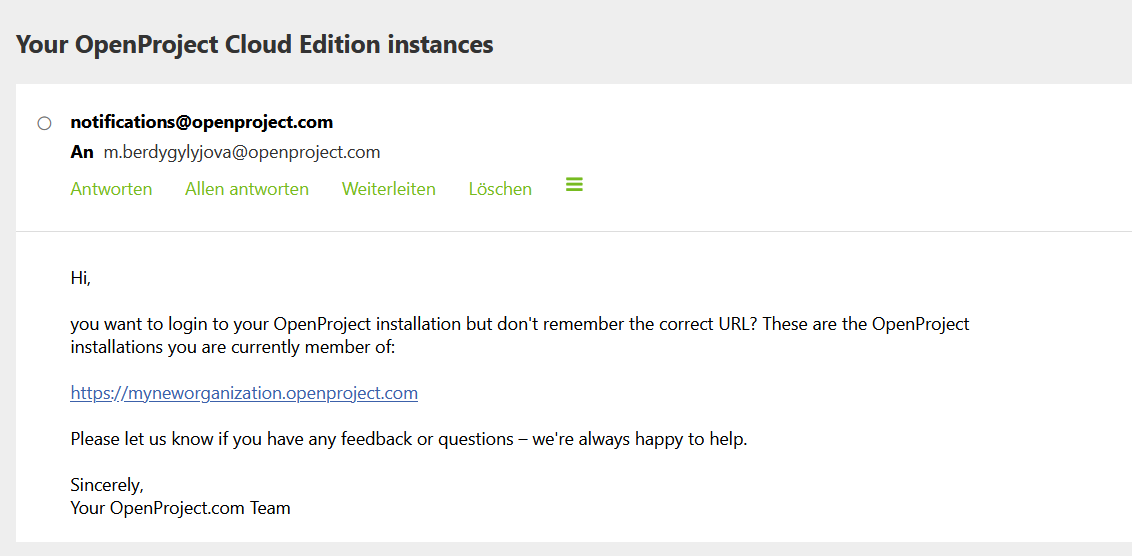 Your OpenProject Cloud Edition instances
notifications@openproject.com
An m.berdygylyjova@openproject.com
Antworten Allen antworten Weiterleiten Löschen
Hi,
you want to login to your OpenProject installation but don't remember the correct URL? These are the OpenProject
installations you are currently member of:
https://myneworganization.openproject.com
Please let us know if you have any feedback or questions – we're always happy to help.
Sincerely,
Your OpenProject.com Team